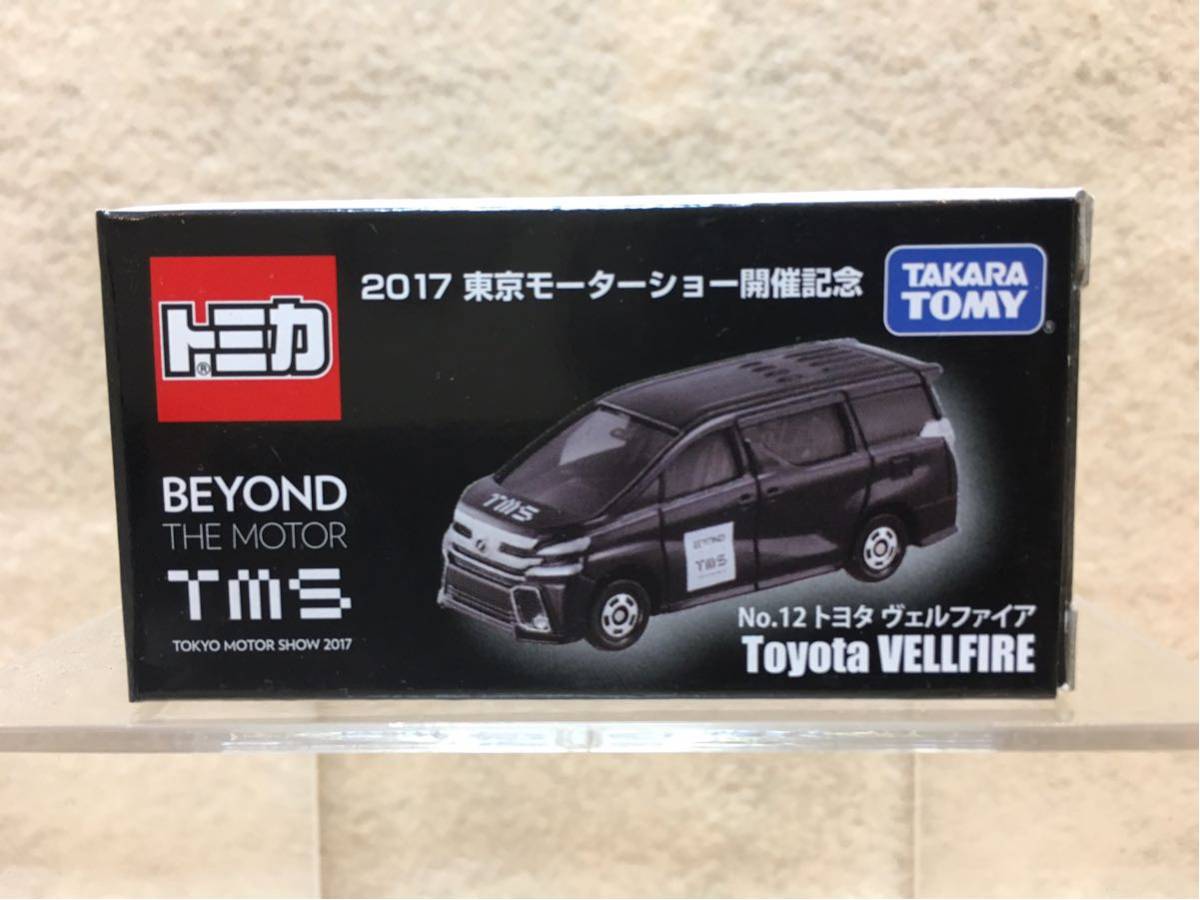 2017 東京モーターショー開催記念
トミカ®
TAKARA
TOMY®
BEYOND
THE MOTOR
TMS
TOKYO MOTOR SHOW 2017
TMS
BEYOND
TMS
No.12 トヨタ ヴェルファイア
Toyota VELLFIRE